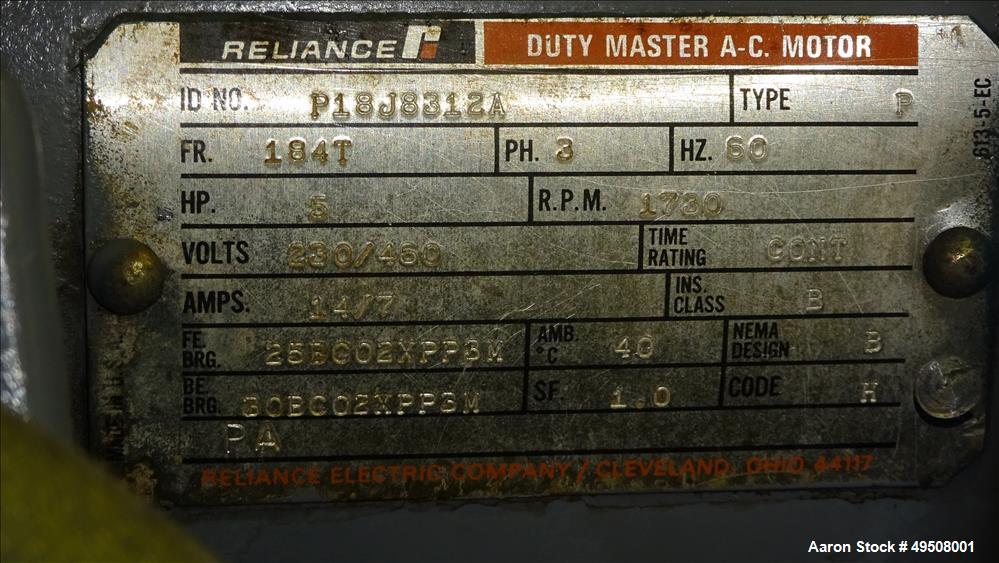 RELIANCE DUTY MASTER A-C. MOTOR
ID NO. P18J8312A TYPE P
FR. 184T PH. 3 HZ. 60
HP. 5 R.P.M. 1730
VOLTS 230/460 TIME RATING CONT
AMPS. 14/7 INS. CLASS B
FE. BRG. 25BC02XPP3M AMB. °C 40 NEMA DESIGN B
BE. BRG. 30BC02XPP3M SF. 1.0 CODE H
PA
RELIANCE ELECTRIC COMPANY / CLEVELAND, OHIO 44117
613-5-EC
Aaron Stock # 49508001